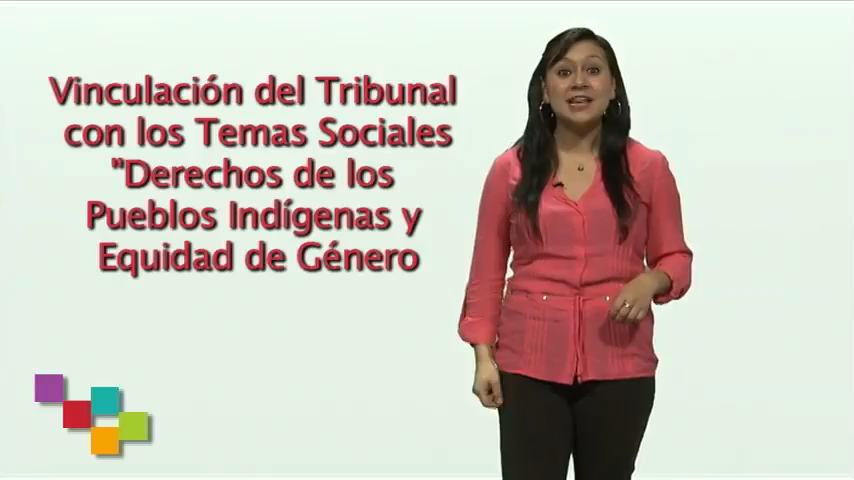 Vinculación del Tribunal
con los Temas Sociales
"Derechos de los
Pueblos Indígenas y
Equidad de Género